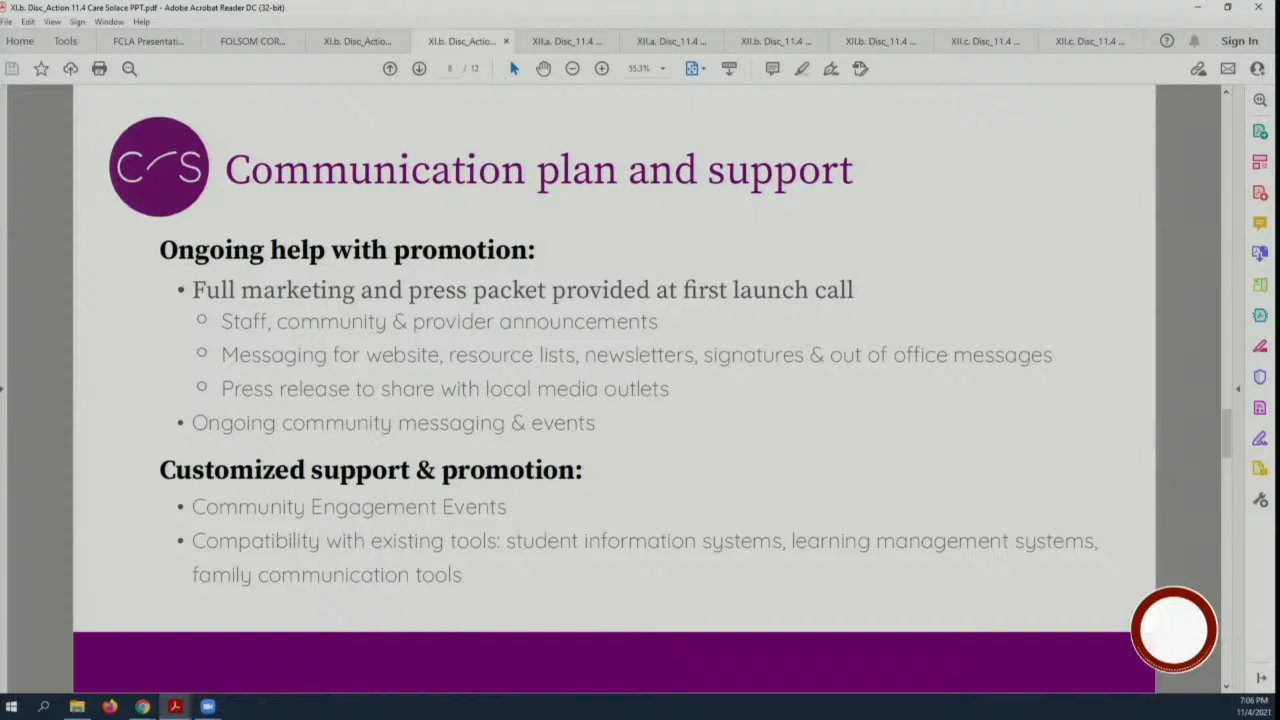 XI.b. Disc_Action 11.4 Care Solace PPT.pdf - Adobe Acrobat Reader DC (32-bit)
File Edit View Sign Window Help
Home Tools FCLA Presentati... FOLSOM COR... XI.b. Disc_Actio... XI.b. Disc_Actio... × XII.a. Disc_11.4 ... XII.a. Disc_11.4 ... XII.b. Disc_11.4 ... XII.b. Disc_11.4 ... XII.c. Disc_11.4 ... XII.c. Disc_11.4 ... Sign In
8 / 12 55.3%
CS Communication plan and support
Ongoing help with promotion:
• Full marketing and press packet provided at first launch call
○ Staff, community & provider announcements
○ Messaging for website, resource lists, newsletters, signatures & out of office messages
○ Press release to share with local media outlets
• Ongoing community messaging & events
Customized support & promotion:
• Community Engagement Events
• Compatibility with existing tools: student information systems, learning management systems,
family communication tools
7:06 PM
11/4/2021